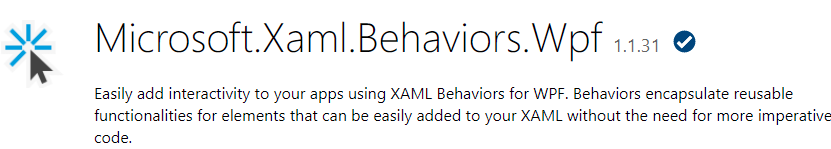 Microsoft.Xaml.Behaviors.Wpf 1.1.31
Easily add interactivity to your apps using XAML Behaviors for WPF. Behaviors encapsulate reusable
functionalities for elements that can be easily added to your XAML without the need for more imperative
code.